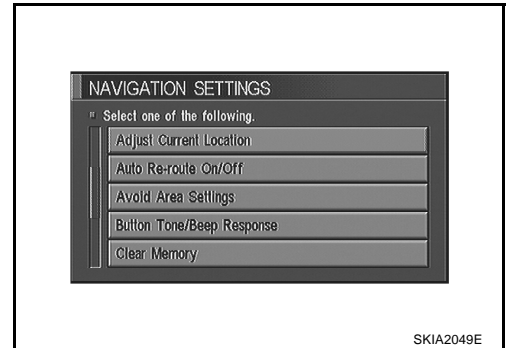 NAVIGATION SETTINGS
Select one of the following.
Adjust Current Location
Auto Re-route On/Off
Avoid Area Settings
Button Tone/Beep Response
Clear Memory
SKIA2049E